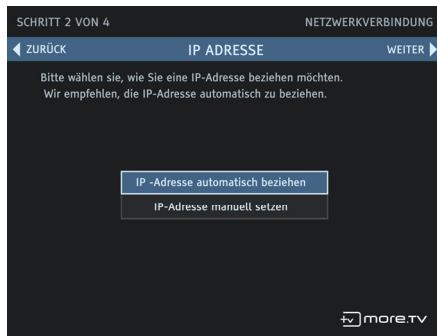 SCHRITT 2 VON 4 NETZWERKVERBINDUNG
ZURÜCK IP ADRESSE WEITER
Bitte wählen sie, wie Sie eine IP-Adresse beziehen möchten.
Wir empfehlen, die IP-Adresse automatisch zu beziehen.
IP -Adresse automatisch beziehen
IP-Adresse manuell setzen
tv more.tv